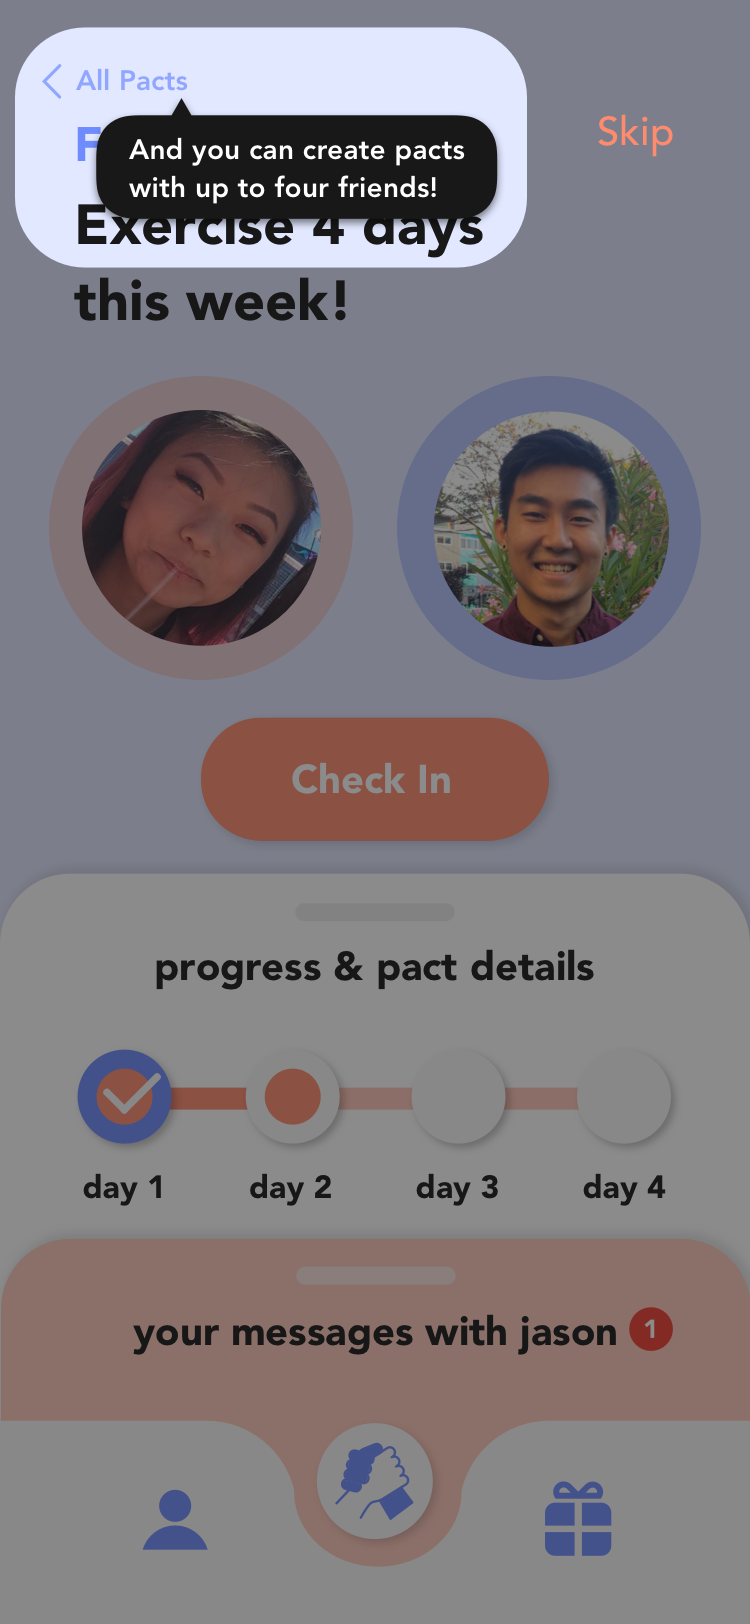 All Pacts
And you can create pacts
with up to four friends!
Skip
Exercise 4 days
this week!
Check In
progress & pact details
day 1
day 2
day 3
day 4
your messages with jason 1